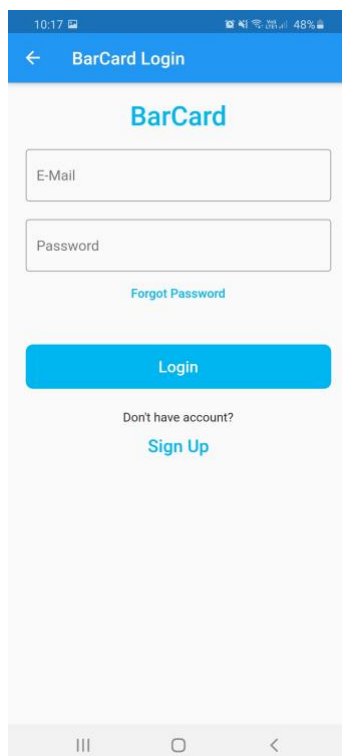 10:17
48%
BarCard Login
BarCard
E-Mail
Password
Forgot Password
Login
Don't have account?
Sign Up